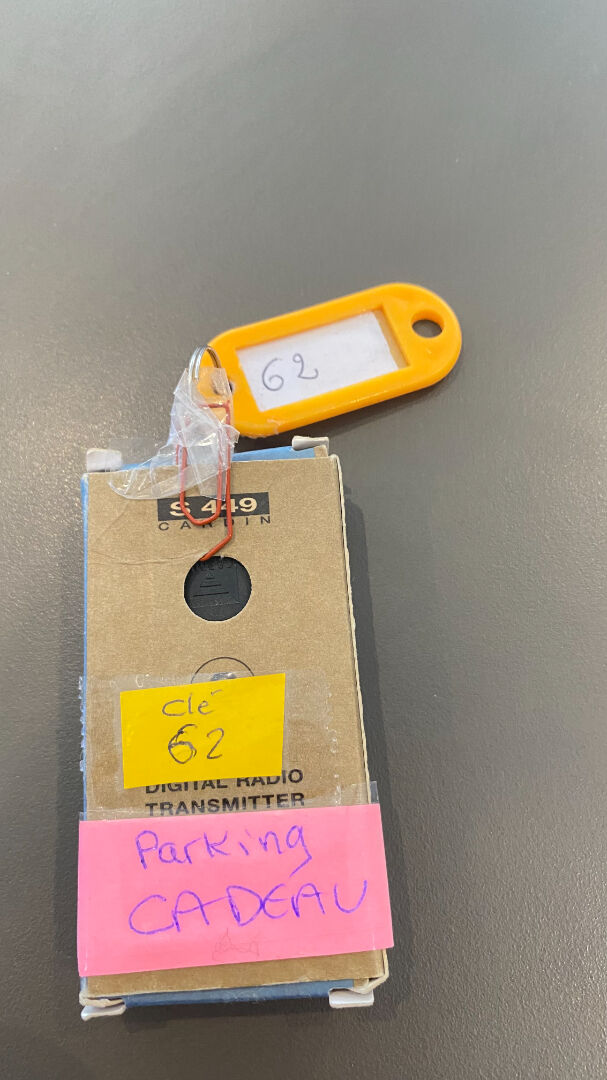 62
S 449
CARDIN
Clé
62
DIGITAL RADIO
TRANSMITTER
Parking
CADEAU